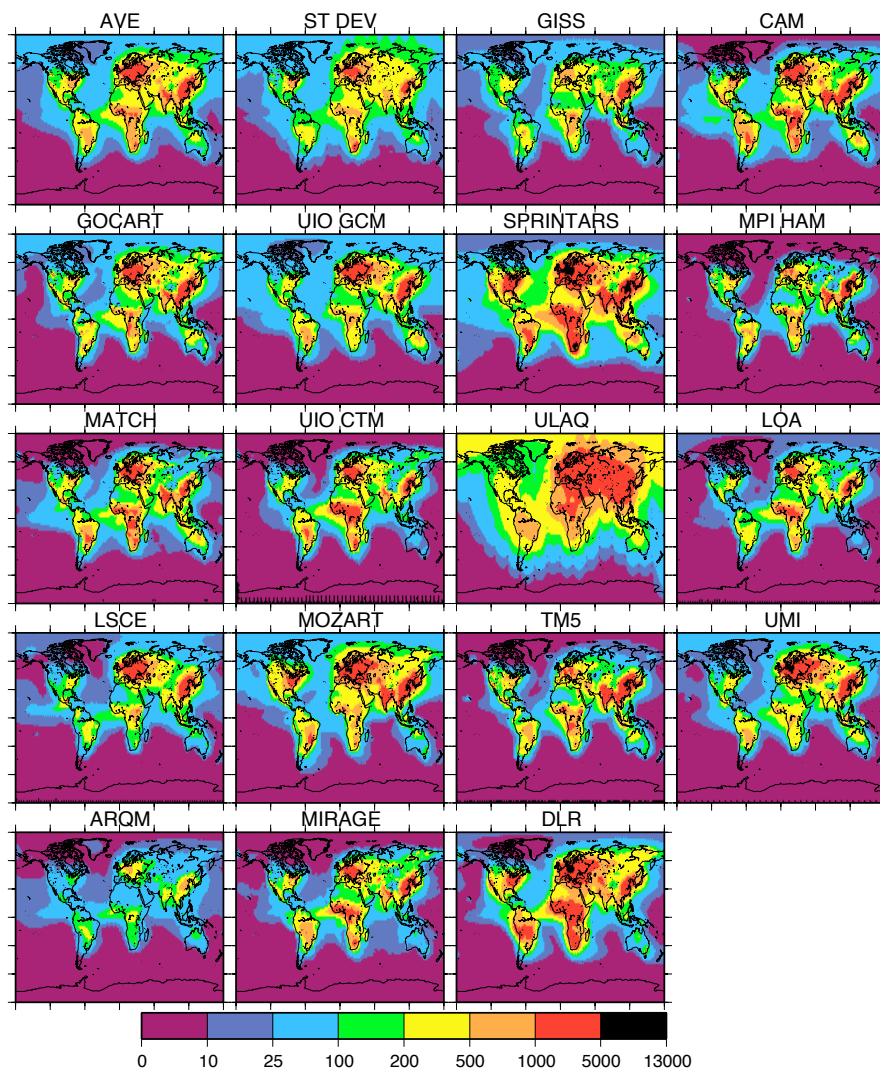 AVE ST DEV GISS CAM
GOCART UIO GCM SPRINTARS MPI HAM
MATCH UIO CTM ULAQ LOA
LSCE MOZART TM5 UMI
ARQM MIRAGE DLR
0 10 25 100 200 500 1000 5000 13000